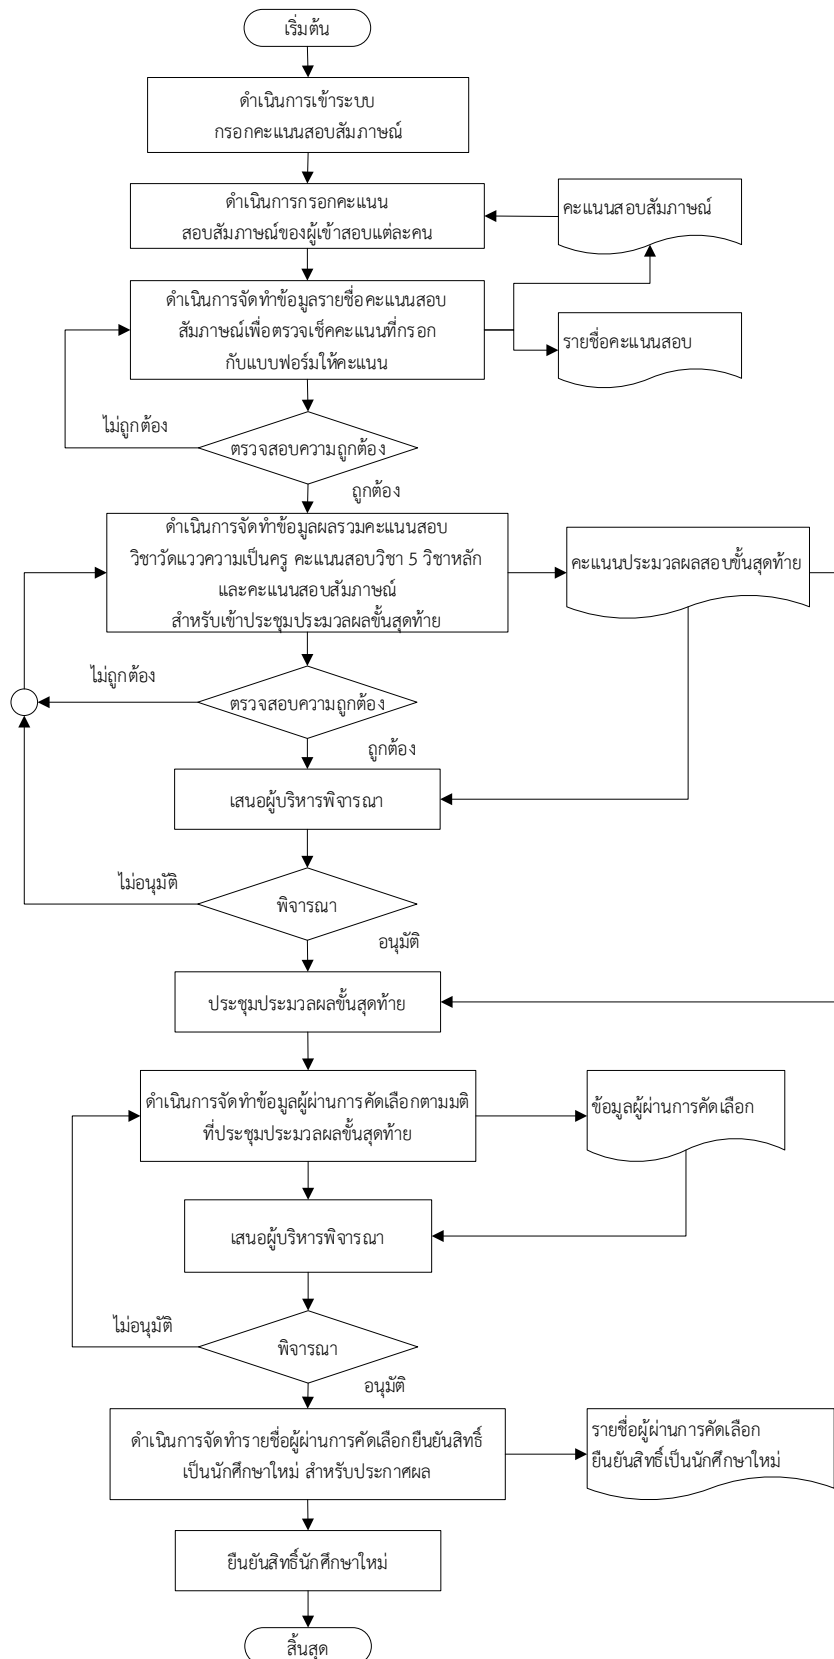 เริ่มต้น
ดำเนินการเข้าระบบ
กรอกคะแนนสอบสัมภาษณ์
ดำเนินการกรอกคะแนน
สอบสัมภาษณ์ของผู้เข้าสอบแต่ละคน
คะแนนสอบสัมภาษณ์
ดำเนินการจัดทำข้อมูลรายชื่อคะแนนสอบ
สัมภาษณ์เพื่อตรวจเช็คคะแนนที่กรอก
กับแบบฟอร์มให้คะแนน
รายชื่อคะแนนสอบ
ไม่ถูกต้อง
ตรวจสอบความถูกต้อง
ถูกต้อง
ดำเนินการจัดทำข้อมูลผลรวมคะแนนสอบ
วิชาวัดแววความเป็นครู คะแนนสอบวิชา 5 วิชาหลัก
และคะแนนสอบสัมภาษณ์
สำหรับเข้าประชุมประมวลผลขั้นสุดท้าย
คะแนนประมวลผลสอบขั้นสุดท้าย
ไม่ถูกต้อง
ตรวจสอบความถูกต้อง
ถูกต้อง
เสนอผู้บริหารพิจารณา
ไม่อนุมัติ
พิจารณา
อนุมัติ
ประชุมประมวลผลขั้นสุดท้าย
ดำเนินการจัดทำข้อมูลผู้ผ่านการคัดเลือกตามมติ
ที่ประชุมประมวลผลขั้นสุดท้าย
ข้อมูลผู้ผ่านการคัดเลือก
เสนอผู้บริหารพิจารณา
ไม่อนุมัติ
พิจารณา
อนุมัติ
ดำเนินการจัดทำรายชื่อผู้ผ่านการคัดเลือกยืนยันสิทธิ์
เป็นนักศึกษาใหม่ สำหรับประกาศผล
รายชื่อผู้ผ่านการคัดเลือก
ยืนยันสิทธิ์เป็นนักศึกษาใหม่
ยืนยันสิทธิ์นักศึกษาใหม่
สิ้นสุด